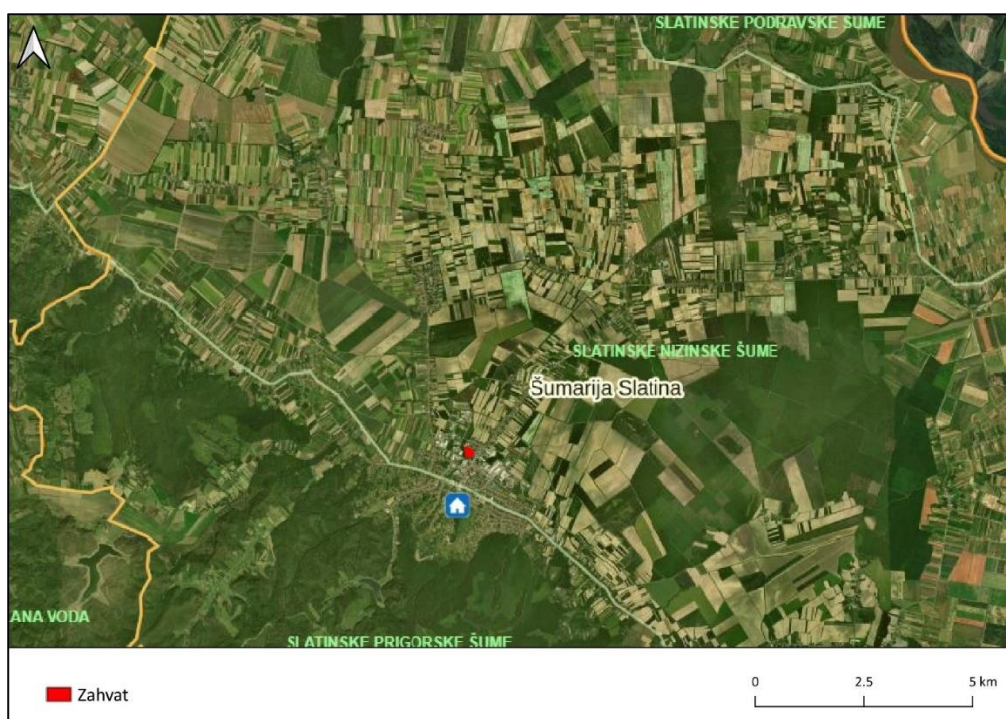 SLATINSKE PODRAVSKE ŠUME
SLATINSKE NIZINSKE ŠUME
Šumarija Slatina
ANA VODA
SLATINSKE PRIGORSKE ŠUME
Zahvat
0 2.5 5 km